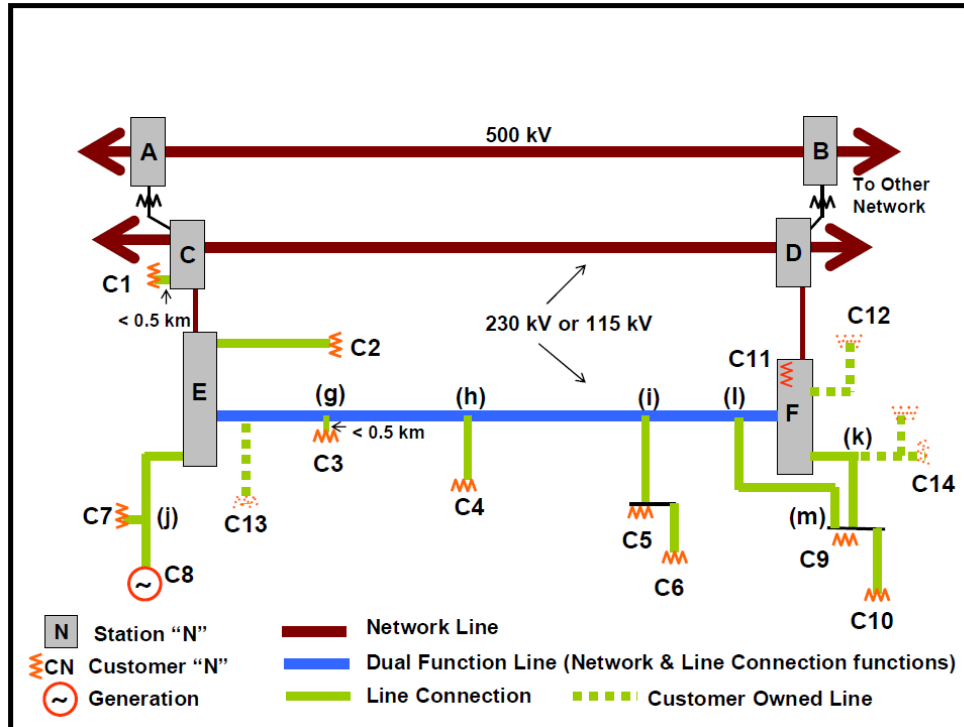 500 kV
A
B
To Other
Network
C
D
C1
< 0.5 km
230 kV or 115 kV
C12
C2
C11
E
(g)
(h)
(i)
(l)
F
< 0.5 km
(k)
C3
C7
(j)
C13
C4
C14
C5
(m)
C9
C8
~
C6
C10
N
Station “N”
Network Line
CN
Customer “N”
Dual Function Line (Network & Line Connection functions)
~
Generation
Line Connection
Customer Owned Line